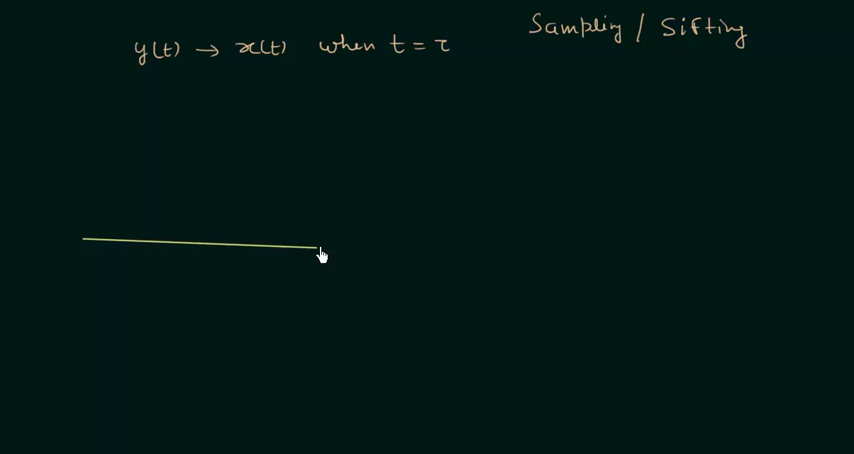 Sampling / Sifting
y(t) → x(t) when t = τ